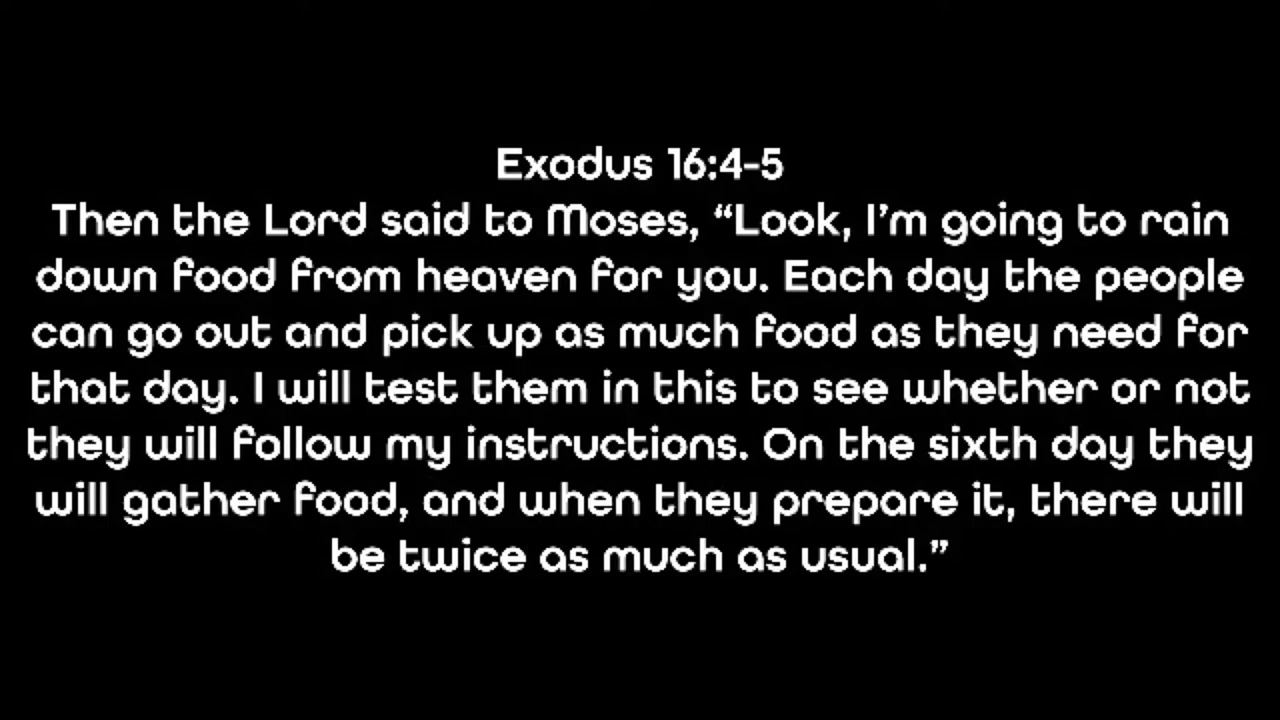 Exodus 16:4-5
Then the Lord said to Moses, “Look, I’m going to rain
down food from heaven for you. Each day the people
can go out and pick up as much food as they need for
that day. I will test them in this to see whether or not
they will follow my instructions. On the sixth day they
will gather food, and when they prepare it, there will
be twice as much as usual.”